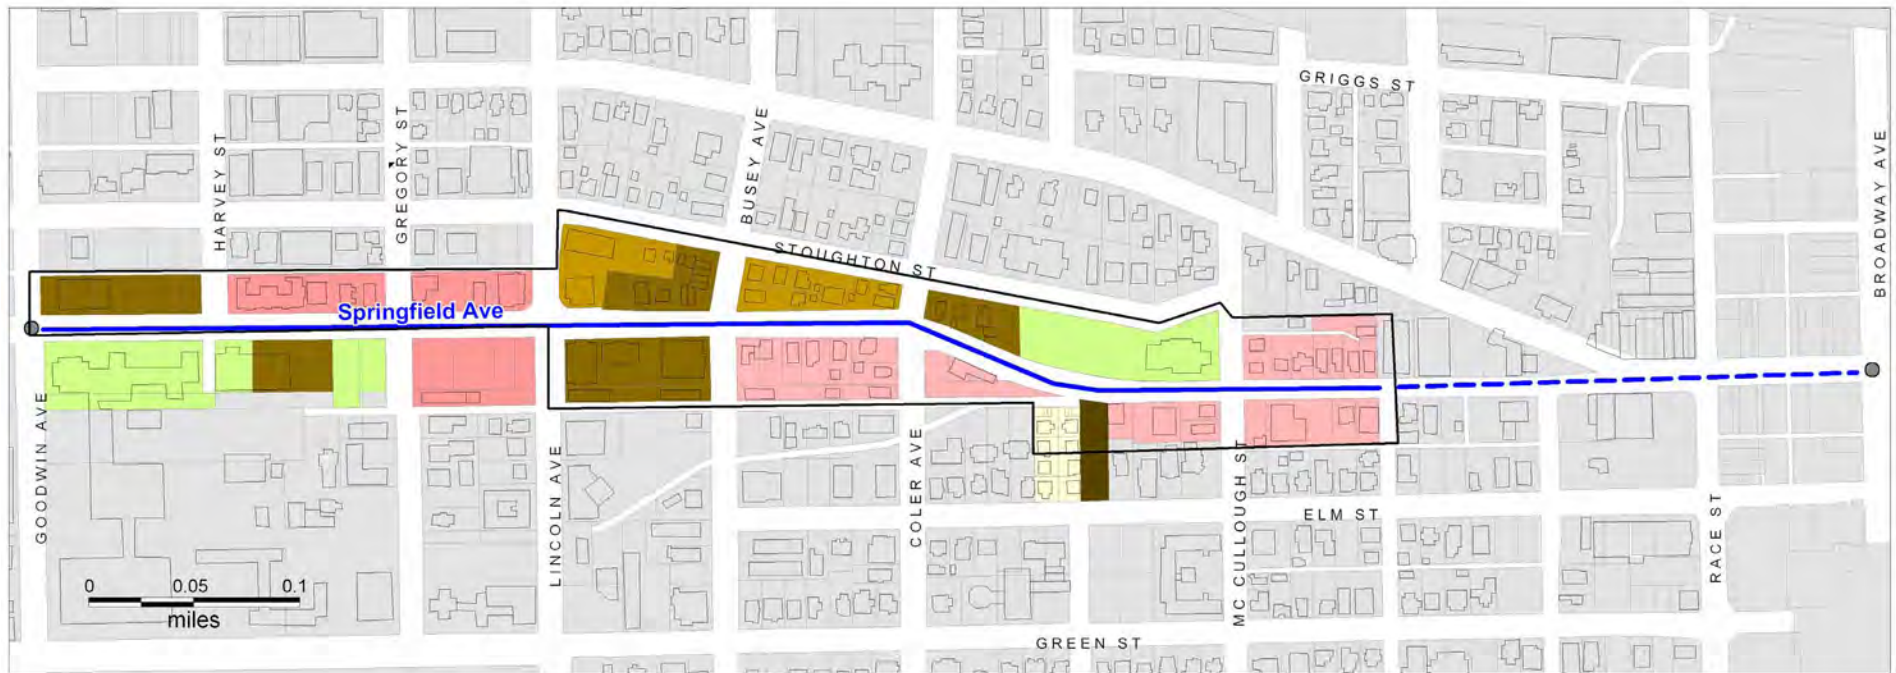 GRIGGS ST
HARVEY ST
GREGORY ST
BUSEY AVE
BROADWAY AVE
STOUGHTON ST
Springfield Ave
GOODWIN AVE
LINCOLN AVE
COLER AVE
MC CULLOUGH ST
ELM ST
RACE ST
0 0.05 0.1
miles
GREEN ST